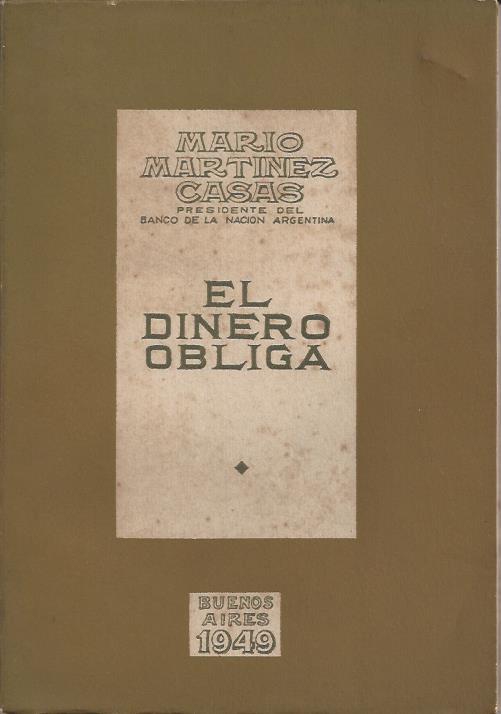 MARIO
MARTINEZ
CASAS
PRESIDENTE DEL
BANCO DE LA NACION ARGENTINA
EL
DINERO
OBLIGA
BUENOS
AIRES
1949